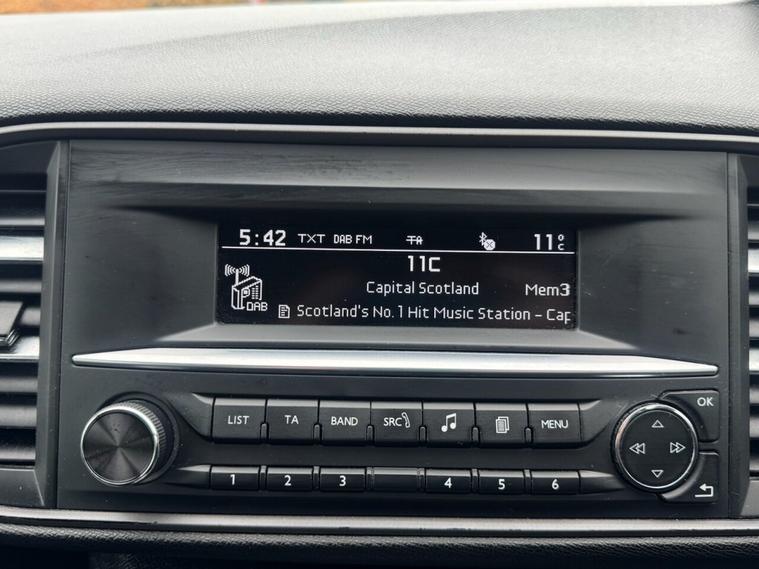 5:42 TXT DAB FM TA 11°C
11C
Capital Scotland Mem3
DAB
Scotland's No.1 Hit Music Station - Cap
LIST TA BAND SRC MENU OK
1 2 3 4 5 6